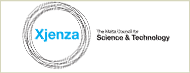 Xjenza
The Malta Council for
Science & Technology